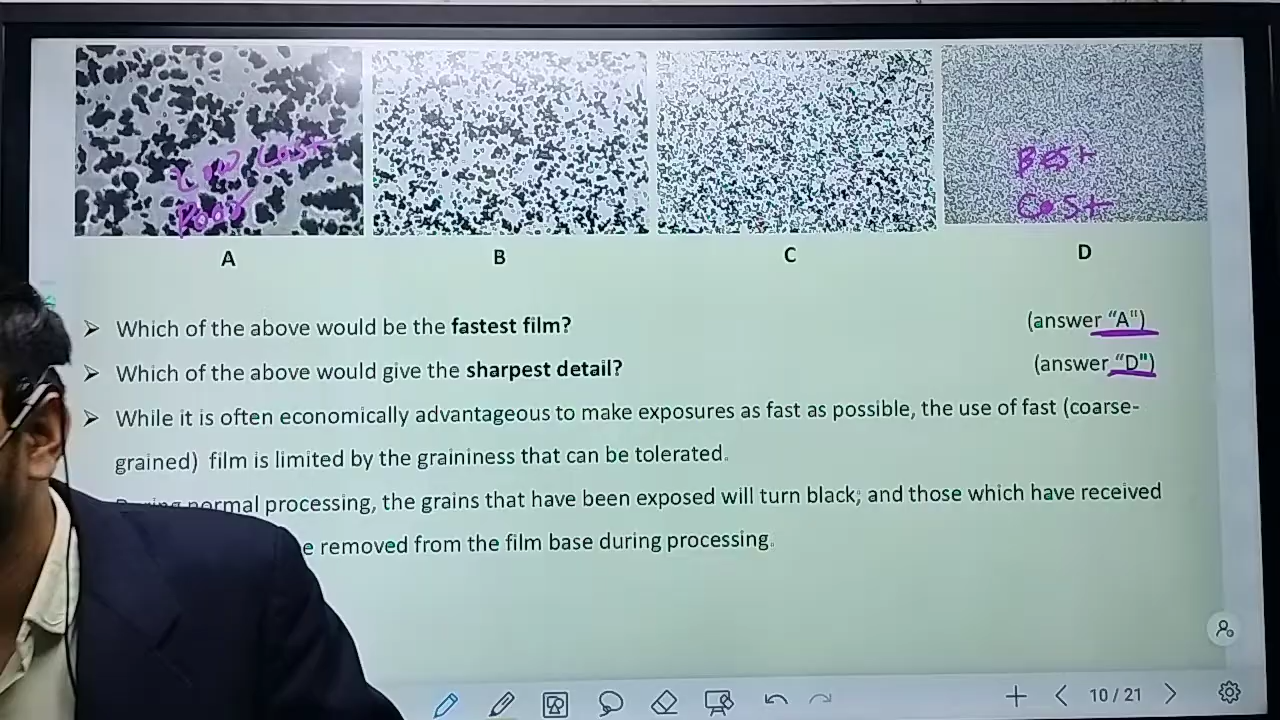 Low Cost
Poor
Best
Cost
A
B
C
D
➤ Which of the above would be the fastest film? (answer "A")
➤ Which of the above would give the sharpest detail? (answer "D")
➤ While it is often economically advantageous to make exposures as fast as possible, the use of fast (coarse-
grained) film is limited by the graininess that can be tolerated.
normal processing, the grains that have been exposed will turn black; and those which have received
removed from the film base during processing.
10 / 21